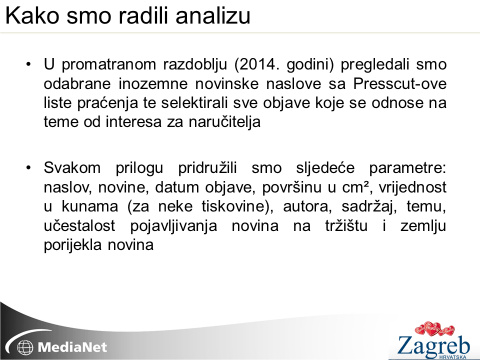 Kako smo radili analizu
• U promatranom razdoblju (2014. godini) pregledali smo
odabrane inozemne novinske naslove sa Presscut-ove
liste praćenja te selektirali sve objave koje se odnose na
teme od interesa za naručitelja
• Svakom prilogu pridružili smo sljedeće parametre:
naslov, novine, datum objave, površinu u cm², vrijednost
u kunama (za neke tiskovine), autora, sadržaj, temu,
učestalost pojavljivanja novina na tržištu i zemlju
porijekla novina
MediaNet
Zagreb
HRVATSKA